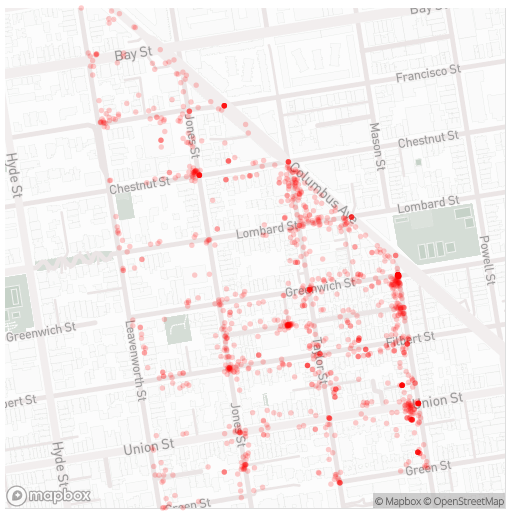 Bay St
Bay St
Francisco St
Mason St
Chestnut St
Jones St
Hyde St
Columbus Ave
Chestnut St
Lombard St
Lombard St
Powell St
Greenwich St
Greenwich St
Leavenworth St
Taylor St
Filbert St
bert St
Union St
Jones St
Union St
Hyde St
Green St
Green St
mapbox
© Mapbox © OpenStreetMap